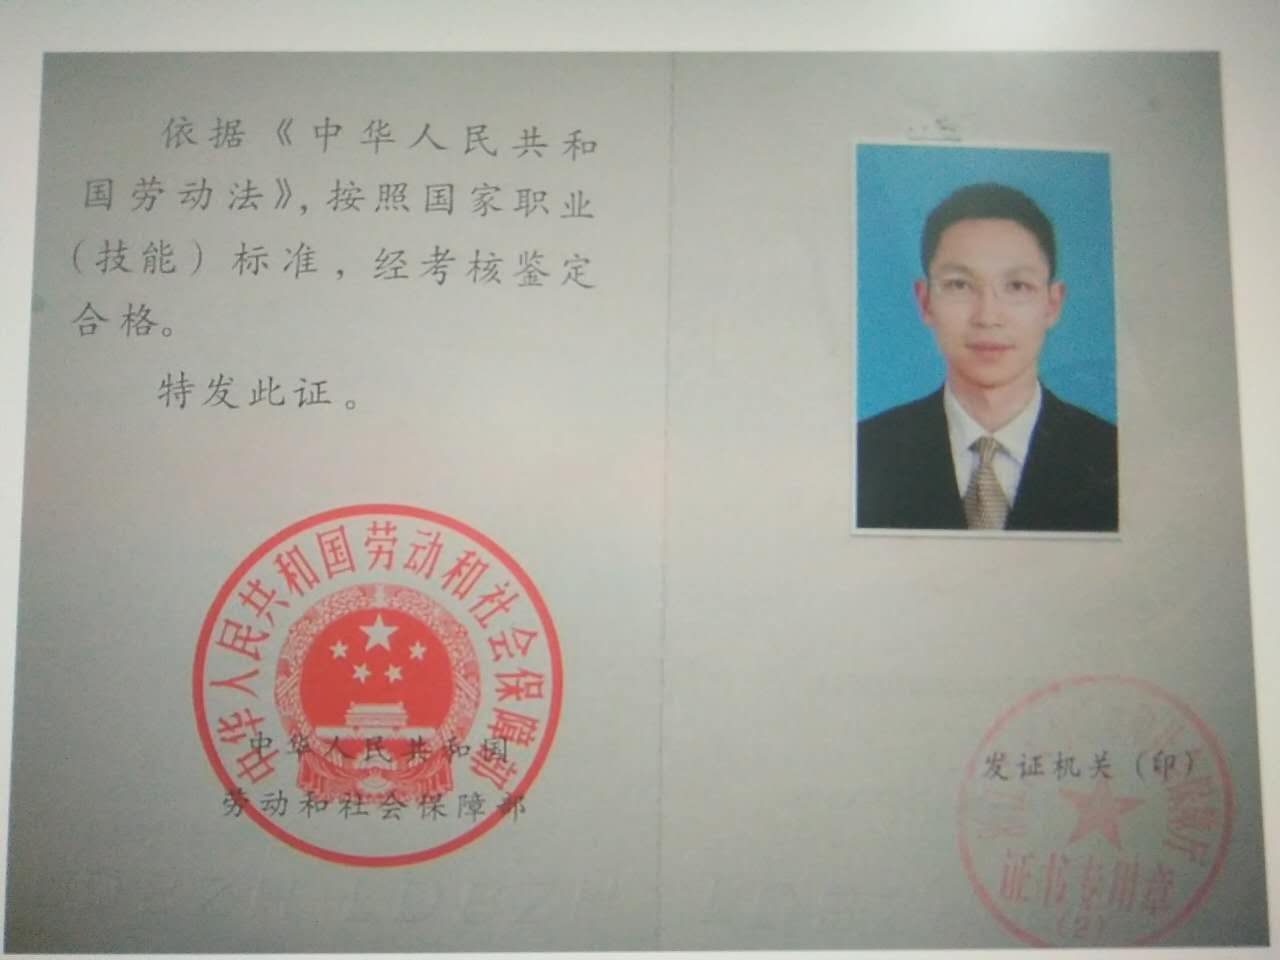 依据《中华人民共和
国劳动法》，按照国家职业
（技能）标准，经考核鉴定
合格。
特发此证。
中华人民共和国劳动和社会保障部
中华人民共和国
劳动和社会保障部
发证机关（印）
证书专用章
(2)